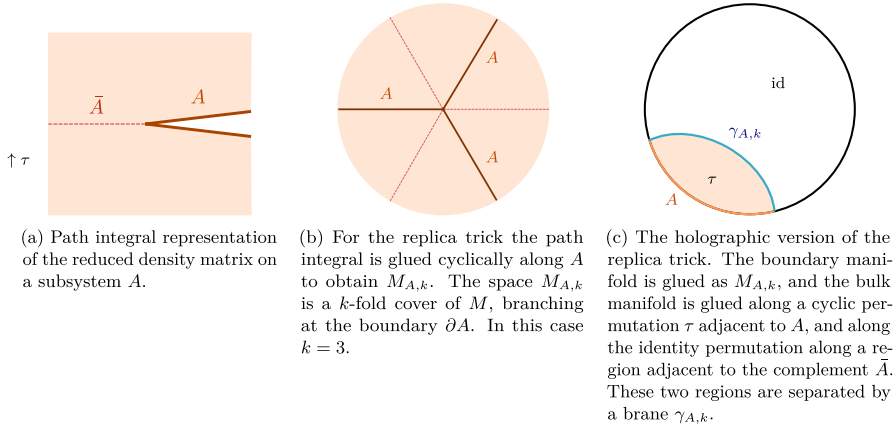 Ā
A
↑ τ
(a) Path integral representation
of the reduced density matrix on
a subsystem A.
A
A
A
(b) For the replica trick the path
integral is glued cyclically along A
to obtain M_{A,k}. The space M_{A,k}
is a k-fold cover of M, branching
at the boundary ∂A. In this case
k = 3.
id
γ_{A,k}
τ
A
(c) The holographic version of the
replica trick. The boundary mani-
fold is glued as M_{A,k}, and the bulk
manifold is glued along a cyclic per-
mutation τ adjacent to A, and along
the identity permutation along a re-
gion adjacent to the complement Ā.
These two regions are separated by
a brane γ_{A,k}.